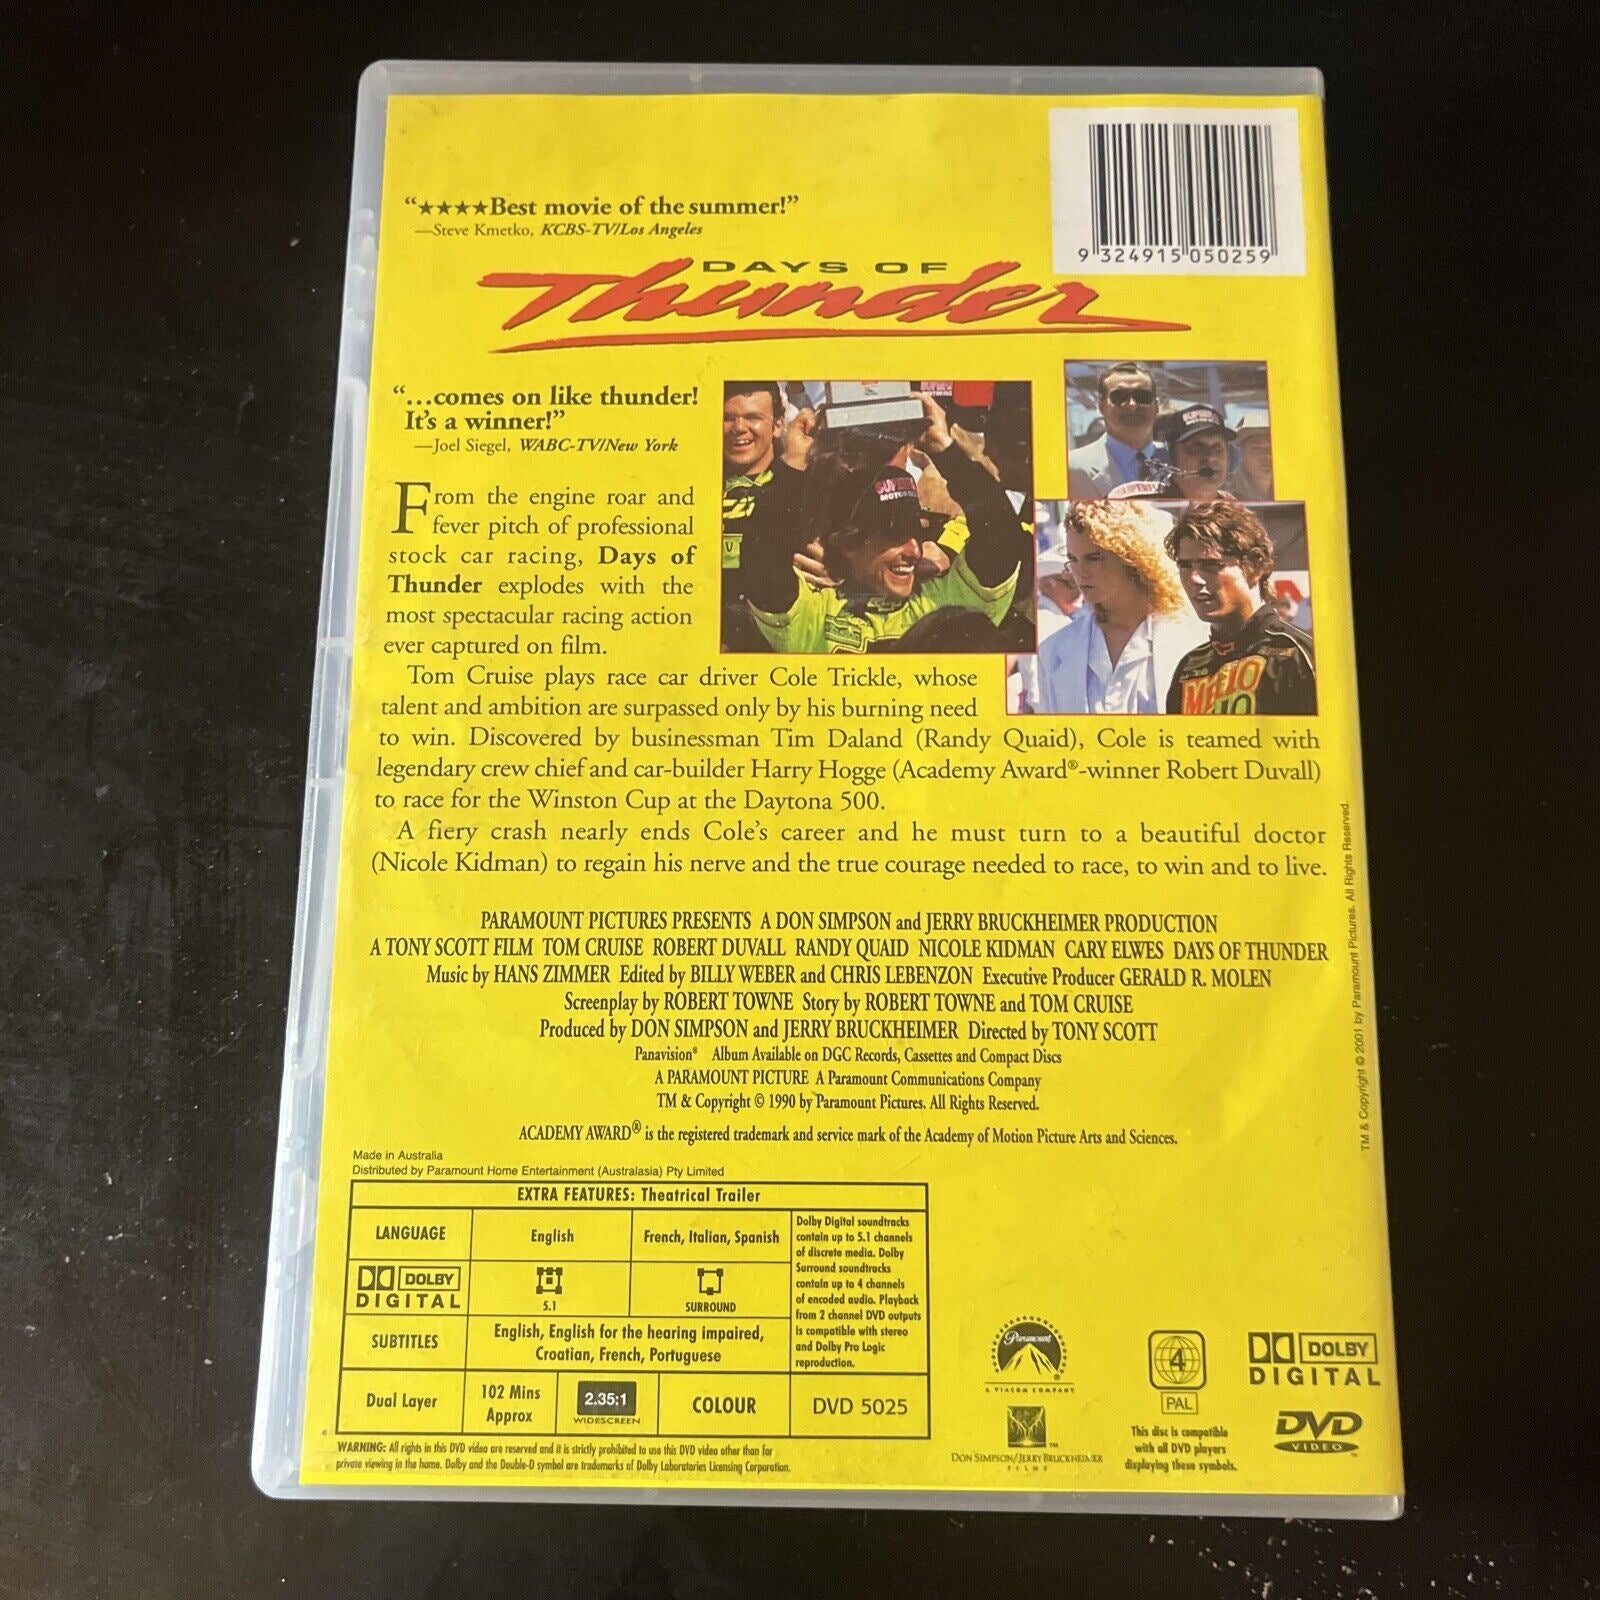 9 324915 050259
"★★★★Best movie of the summer!"
—Steve Kmetko, KCBS-TV/Los Angeles
DAYS OF
Thunder
"...comes on like thunder!
It's a winner!"
—Joel Siegel, WABC-TV/New York
From the engine roar and
fever pitch of professional
stock car racing, Days of
Thunder explodes with the
most spectacular racing action
ever captured on film.
Tom Cruise plays race car driver Cole Trickle, whose
talent and ambition are surpassed only by his burning need
to win. Discovered by businessman Tim Daland (Randy Quaid), Cole is teamed with
legendary crew chief and car-builder Harry Hogge (Academy Award®-winner Robert Duvall)
to race for the Winston Cup at the Daytona 500.
A fiery crash nearly ends Cole's career and he must turn to a beautiful doctor
(Nicole Kidman) to regain his nerve and the true courage needed to race, to win and to live.
PARAMOUNT PICTURES PRESENTS A DON SIMPSON and JERRY BRUCKHEIMER PRODUCTION
A TONY SCOTT FILM TOM CRUISE ROBERT DUVALL RANDY QUAID NICOLE KIDMAN CARY ELWES DAYS OF THUNDER
Music by HANS ZIMMER Edited by BILLY WEBER and CHRIS LEBENZON Executive Producer GERALD R. MOLEN
Screenplay by ROBERT TOWNE Story by ROBERT TOWNE and TOM CRUISE
Produced by DON SIMPSON and JERRY BRUCKHEIMER Directed by TONY SCOTT
Panavision® Album Available on DGC Records, Cassettes and Compact Discs
A PARAMOUNT PICTURE A Paramount Communications Company
TM & Copyright © 1990 by Paramount Pictures. All Rights Reserved.
ACADEMY AWARD® is the registered trademark and service mark of the Academy of Motion Picture Arts and Sciences.
TM & Copyright © 2001 by Paramount Pictures. All Rights Reserved.
Made in Australia
Distributed by Paramount Home Entertainment (Australasia) Pty Limited
EXTRA FEATURES: Theatrical Trailer
LANGUAGE English French, Italian, Spanish
DOLBY
DIGITAL 5.1 SURROUND
SUBTITLES English, English for the hearing impaired,
Croatian, French, Portuguese
Dolby Digital soundtracks
contain up to 5.1 channels
of discrete media. Dolby
Surround soundtracks
contain up to 4 channels
of encoded audio. Playback
from 2 channel DVD outputs
is compatible with stereo
and Dolby Pro Logic
reproduction.
Dual Layer 102 Mins
Approx 2.35:1
WIDESCREEN COLOUR DVD 5025
WARNING: All rights in this DVD video are reserved and it is strictly prohibited to use this DVD video other than for
private viewing in the home. Dolby and the Double-D symbol are trademarks of Dolby Laboratories Licensing Corporation.
Paramount
A VIACOM COMPANY
DON SIMPSON/JERRY BRUCKHEIMER
FILMS
4
PAL
This disc is compatible
with all DVD players
displaying these symbols.
DOLBY
DIGITAL
DVD
VIDEO
MELLO